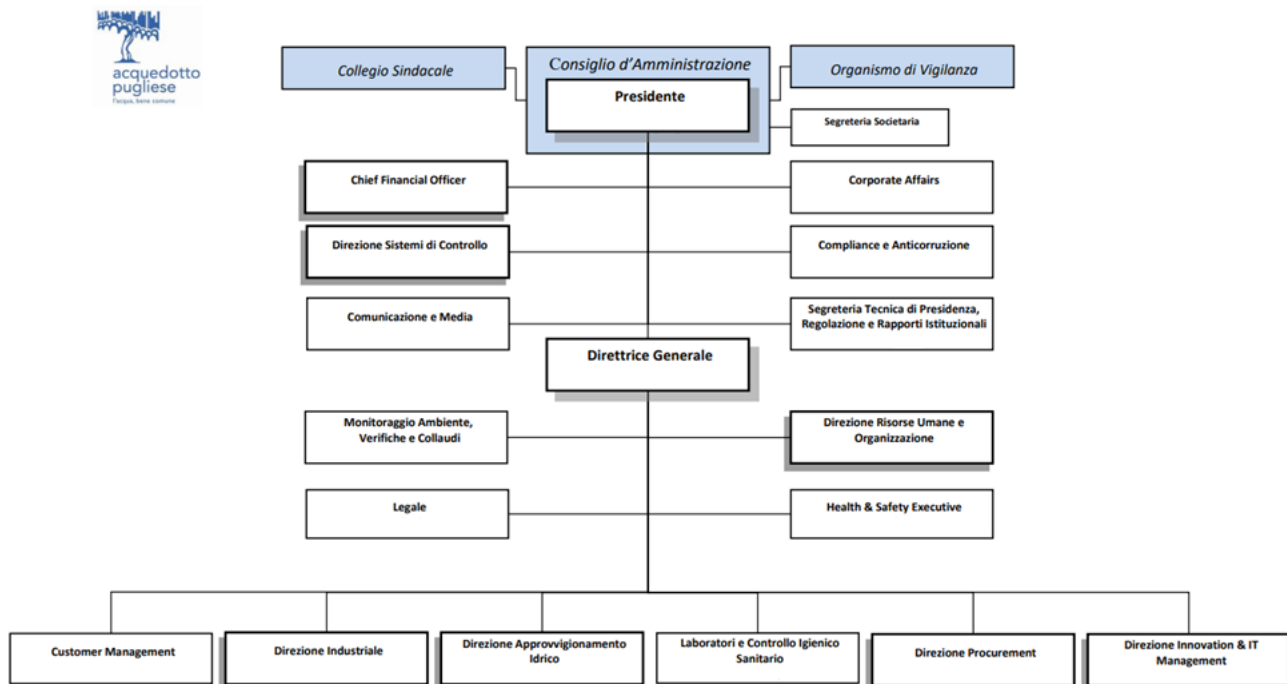 acquedotto
pugliese
l'acqua, bene comune
Collegio Sindacale
Consiglio d'Amministrazione
Organismo di Vigilanza
Presidente
Segreteria Societaria
Chief Financial Officer
Corporate Affairs
Direzione Sistemi di Controllo
Compliance e Anticorruzione
Comunicazione e Media
Segreteria Tecnica di Presidenza,
Regolazione e Rapporti Istituzionali
Direttrice Generale
Monitoraggio Ambiente,
Verifiche e Collaudi
Direzione Risorse Umane e
Organizzazione
Legale
Health & Safety Executive
Customer Management
Direzione Industriale
Direzione Approvvigionamento
Idrico
Laboratori e Controllo Igienico
Sanitario
Direzione Procurement
Direzione Innovation & IT
Management